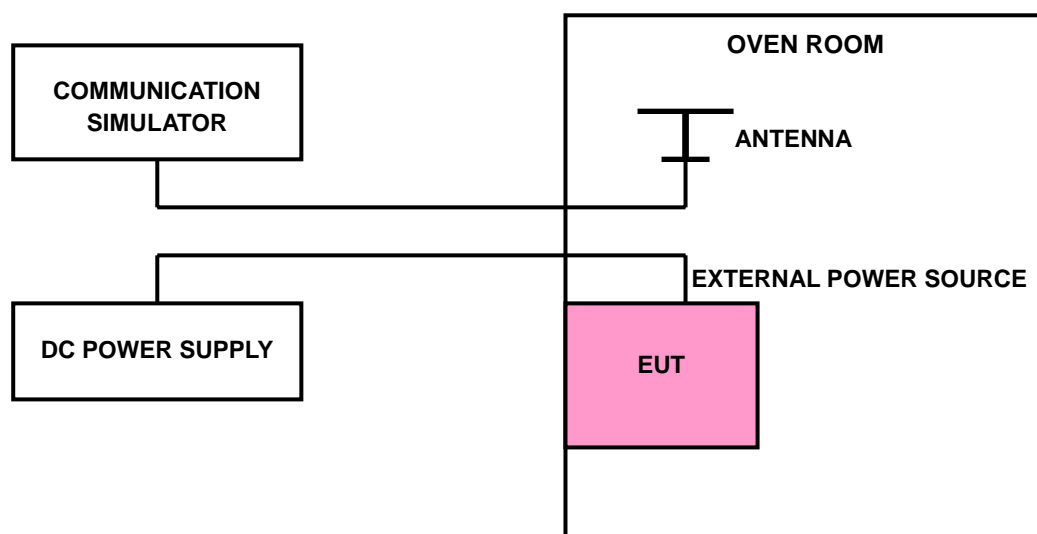 OVEN ROOM
COMMUNICATION
SIMULATOR
ANTENNA
EXTERNAL POWER SOURCE
DC POWER SUPPLY
EUT